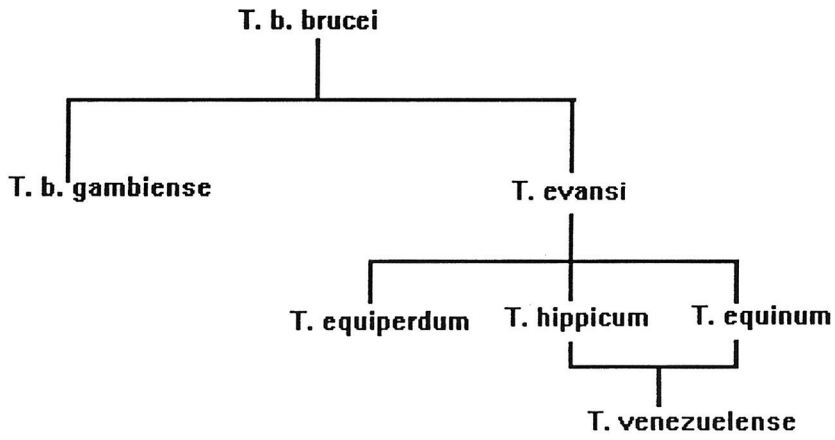 T. b. brucei
T. b. gambiense
T. evansi
T. equiperdum
T. hippicum
T. equinum
T. venezuelense